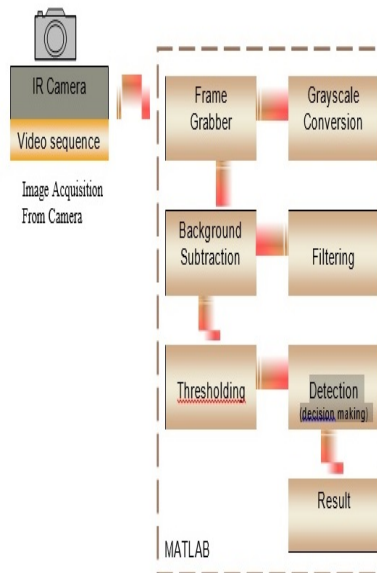 IR Camera
Video sequence
Image Acquisition
From Camera
Frame
Grabber
Grayscale
Conversion
Background
Subtraction
Filtering
Thresholding
Detection
(decision making)
Result
MATLAB